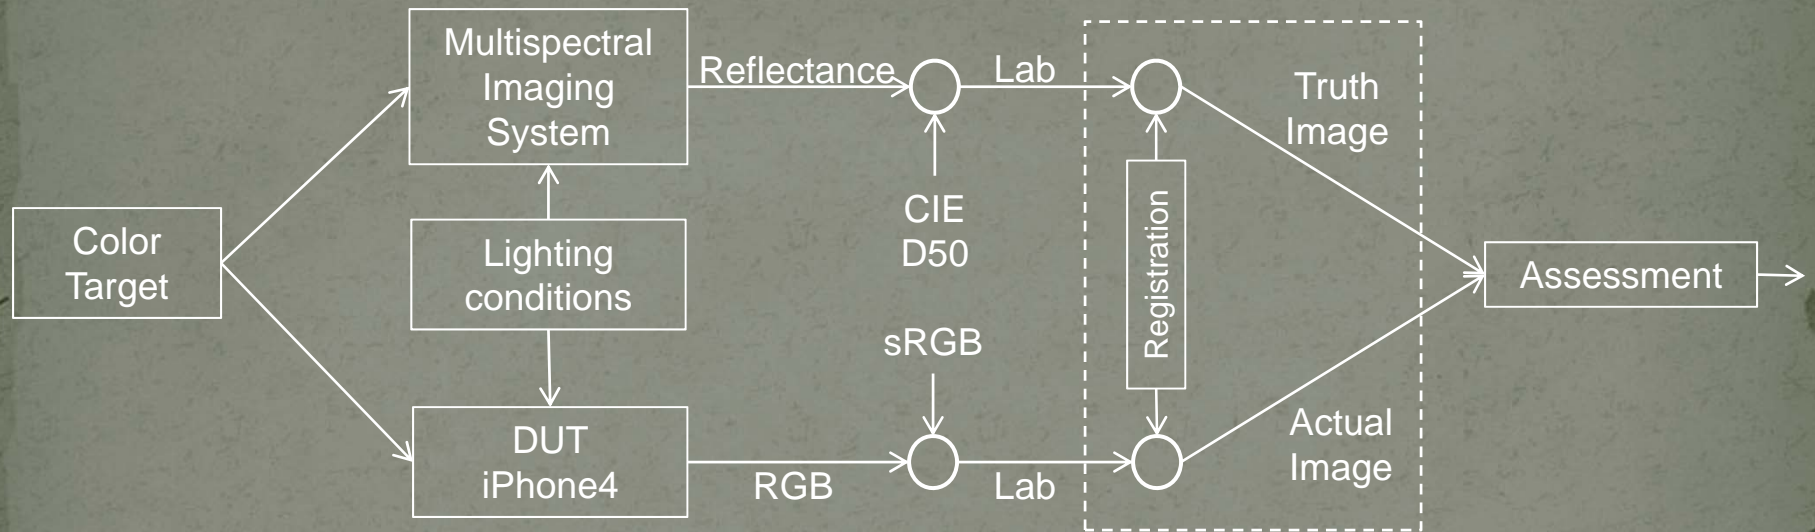 Multispectral
Imaging
System
Reflectance
Lab
Truth
Image
Color
Target
Lighting
conditions
CIE
D50
Registration
Assessment
sRGB
DUT
iPhone4
RGB
Lab
Actual
Image